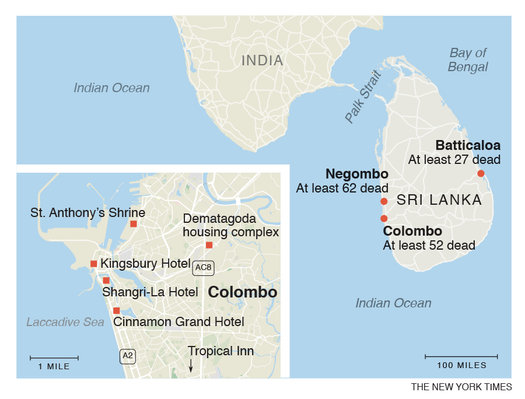 INDIA
Bay of
Bengal
Indian Ocean
Palk Strait
Batticaloa
At least 27 dead
Negombo
At least 62 dead
SRI LANKA
Colombo
At least 52 dead
Indian Ocean
100 MILES
St. Anthony's Shrine
Dematagoda
housing complex
Kingsbury Hotel
AC8
Shangri-La Hotel
Colombo
Laccadive Sea
Cinnamon Grand Hotel
A2
Tropical Inn
1 MILE
THE NEW YORK TIMES